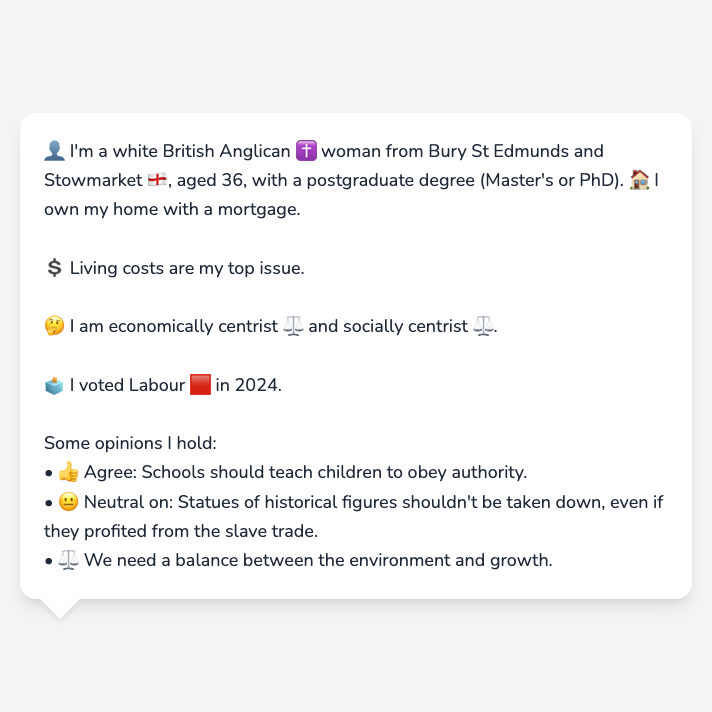 👤 I'm a white British Anglican ✝️ woman from Bury St Edmunds and
Stowmarket 🏴󠁧󠁢󠁥󠁮󠁧󠁿, aged 36, with a postgraduate degree (Master's or PhD). 🏠 I
own my home with a mortgage.
💲 Living costs are my top issue.
🤔 I am economically centrist ⚖️ and socially centrist ⚖️.
🗳️ I voted Labour 🟥 in 2024.
Some opinions I hold:
• 👍 Agree: Schools should teach children to obey authority.
• 😐 Neutral on: Statues of historical figures shouldn't be taken down, even if
they profited from the slave trade.
• ⚖️ We need a balance between the environment and growth.